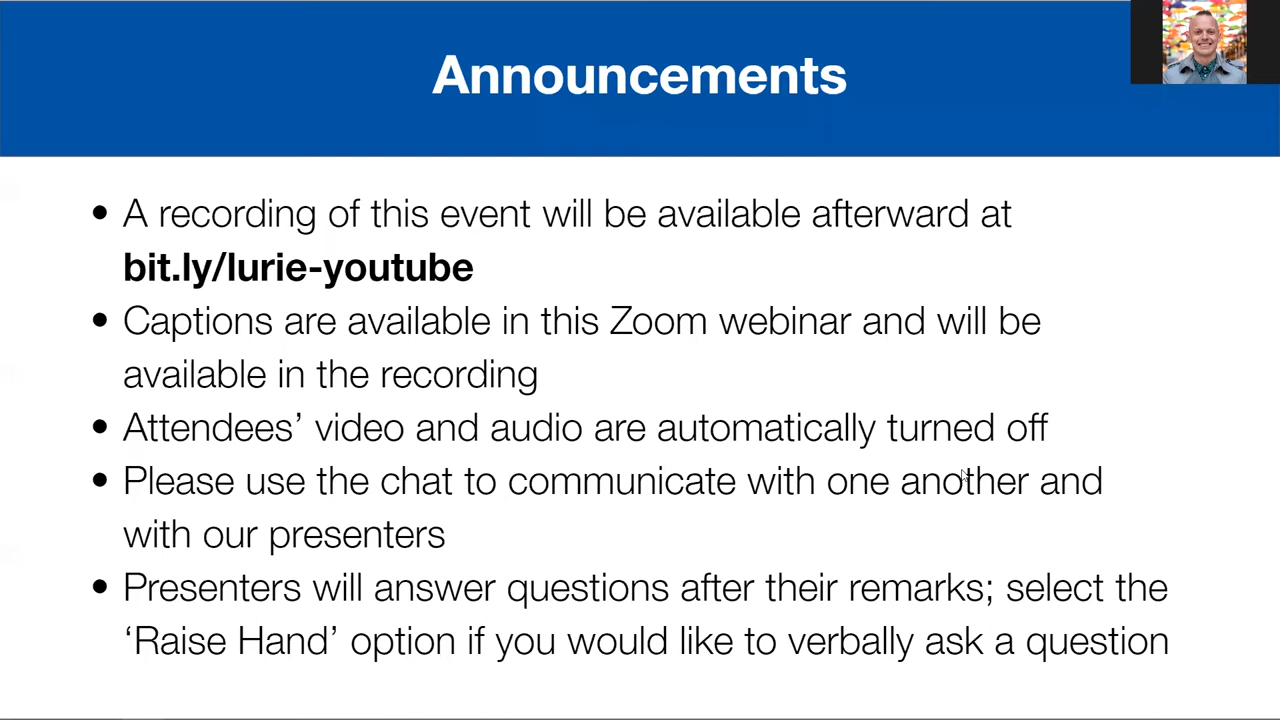 Announcements
• A recording of this event will be available afterward at
bit.ly/lurie-youtube
• Captions are available in this Zoom webinar and will be
available in the recording
• Attendees’ video and audio are automatically turned off
• Please use the chat to communicate with one another and
with our presenters
• Presenters will answer questions after their remarks; select the
‘Raise Hand’ option if you would like to verbally ask a question